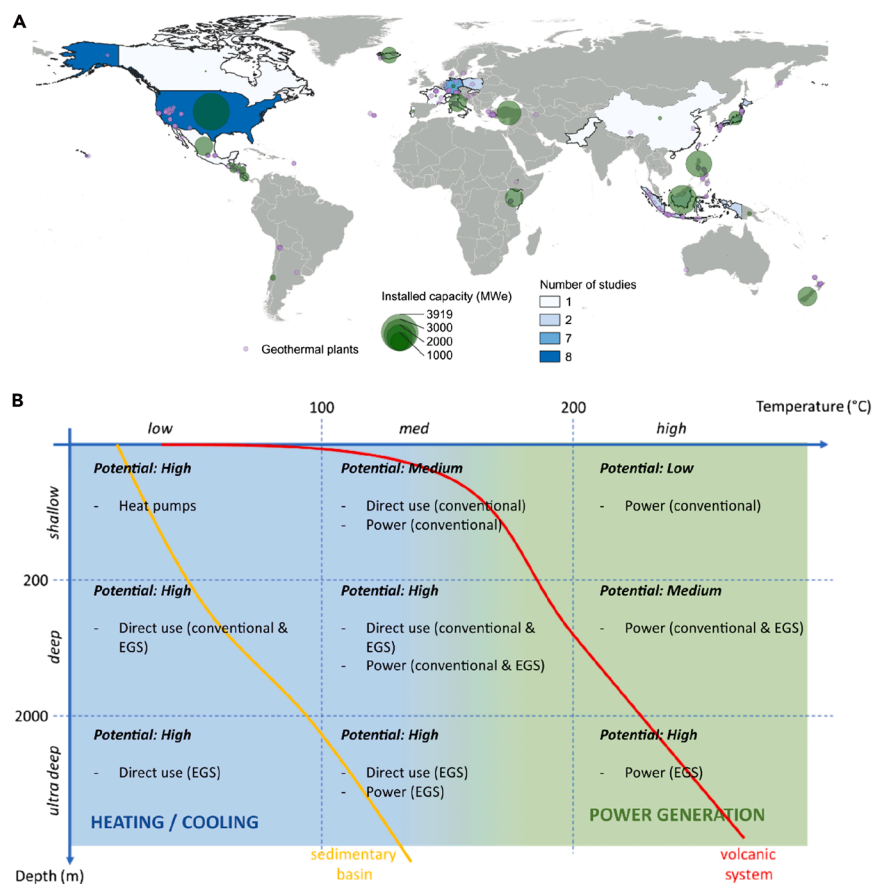 A
Installed capacity (MWe)
3919
3000
2000
1000
Geothermal plants
Number of studies
1
2
7
8
B
100
200
Temperature (°C)
low
med
high
Potential: High
- Heat pumps
Potential: Medium
- Direct use (conventional)
- Power (conventional)
Potential: Low
- Power (conventional)
shallow
200
Potential: High
- Direct use (conventional &
EGS)
Potential: High
- Direct use (conventional &
EGS)
- Power (conventional & EGS)
Potential: Medium
- Power (conventional & EGS)
deep
2000
Potential: High
- Direct use (EGS)
Potential: High
- Direct use (EGS)
- Power (EGS)
Potential: High
- Power (EGS)
ultra deep
HEATING / COOLING
POWER GENERATION
sedimentary
basin
volcanic
system
Depth (m)